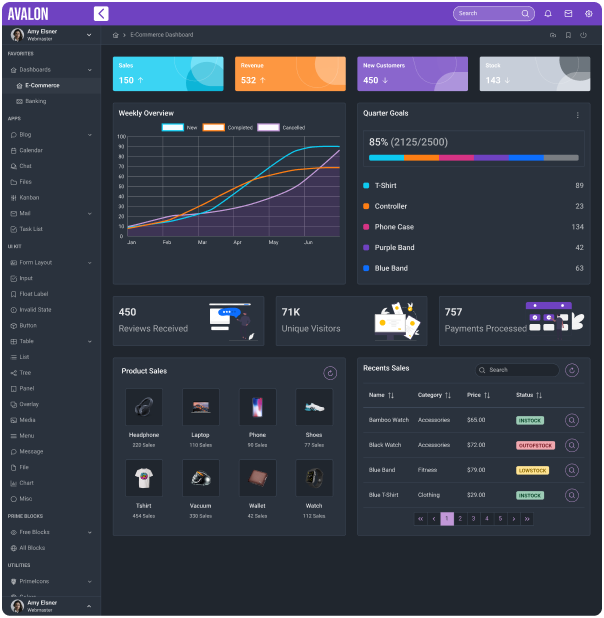 AVALON
Search
Amy Elsner
Webmaster
E-Commerce Dashboard
FAVORITES
Dashboards
E-Commerce
Banking
APPS
Blog
Calendar
Chat
Files
Kanban
Mail
Task List
UI KIT
Form Layout
Input
Float Label
Invalid State
Button
Table
List
Tree
Panel
Overlay
Media
Menu
Message
File
Chart
Misc
PRIME BLOCKS
Free Blocks
All Blocks
UTILITIES
PrimeIcons
Colors
Amy Elsner
Webmaster
Sales
150
Revenue
532
New Customers
450
Stock
143
Weekly Overview
New
Completed
Cancelled
100
90
80
70
60
50
40
30
20
10
0
Jan Feb Mar Apr May Jun
Quarter Goals
85% (2125/2500)
T-Shirt 89
Controller 23
Phone Case 134
Purple Band 42
Blue Band 63
450
Reviews Received
71K
Unique Visitors
757
Payments Processed
Product Sales
Headphone
220 Sales
Laptop
110 Sales
Phone
90 Sales
Shoes
77 Sales
Tshirt
454 Sales
Vacuum
330 Sales
Wallet
42 Sales
Watch
112 Sales
Recents Sales
Search
Name Category Price Status
Bamboo Watch Accessories $65.00 INSTOCK
Black Watch Accessories $72.00 OUTOFSTOCK
Blue Band Fitness $79.00 LOWSTOCK
Blue T-Shirt Clothing $29.00 INSTOCK
1 2 3 4 5